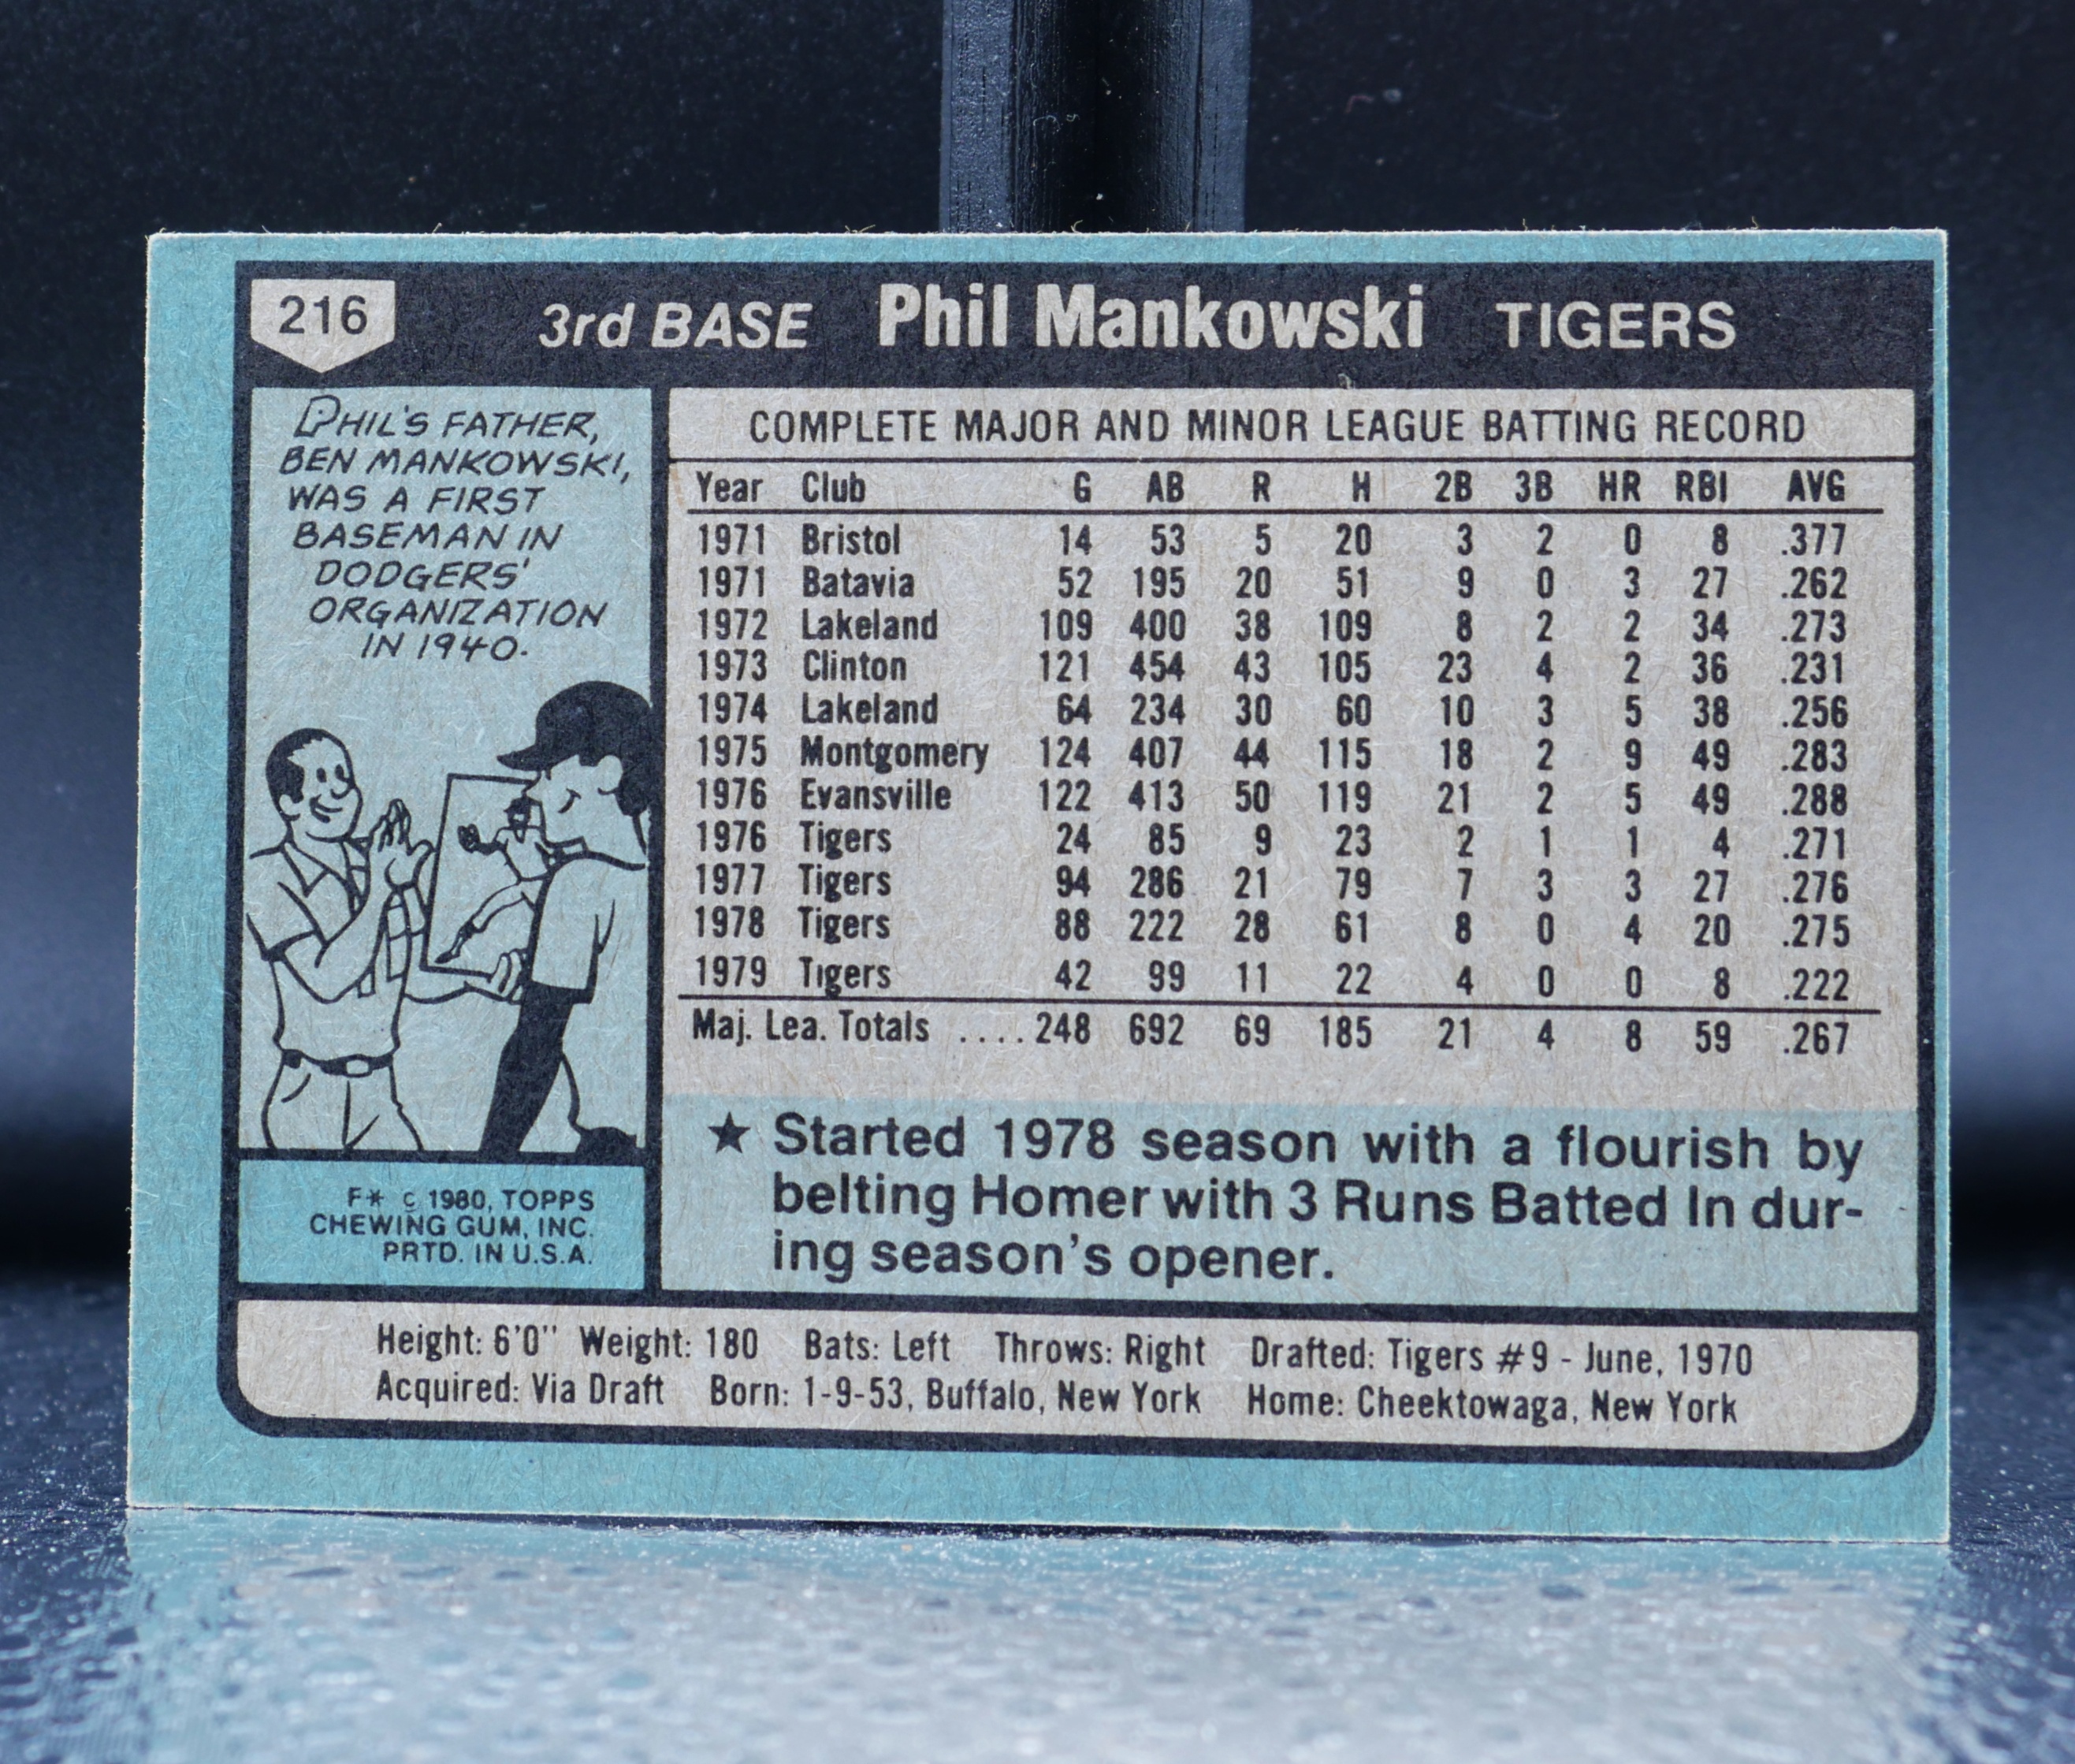 216 3rd BASE Phil Mankowski TIGERS
PHIL'S FATHER,
BEN MANKOWSKI,
WAS A FIRST
BASEMAN IN
DODGERS'
ORGANIZATION
IN 1940.
F* © 1980, TOPPS
CHEWING GUM, INC.
PRTD. IN U.S.A.
COMPLETE MAJOR AND MINOR LEAGUE BATTING RECORD
Year Club G AB R H 2B 3B HR RBI AVG
1971 Bristol 14 53 5 20 3 2 0 8 .377
1971 Batavia 52 195 20 51 9 0 3 27 .262
1972 Lakeland 109 400 38 109 8 2 2 34 .273
1973 Clinton 121 454 43 105 23 4 2 36 .231
1974 Lakeland 64 234 30 60 10 3 5 38 .256
1975 Montgomery 124 407 44 115 18 2 9 49 .283
1976 Evansville 122 413 50 119 21 2 5 49 .288
1976 Tigers 24 85 9 23 2 1 1 4 .271
1977 Tigers 94 286 21 79 7 3 3 27 .276
1978 Tigers 88 222 28 61 8 0 4 20 .275
1979 Tigers 42 99 11 22 4 0 0 8 .222
Maj. Lea. Totals .... 248 692 69 185 21 4 8 59 .267
★ Started 1978 season with a flourish by
belting Homer with 3 Runs Batted In dur-
ing season's opener.
Height: 6'0" Weight: 180 Bats: Left Throws: Right Drafted: Tigers #9 - June, 1970
Acquired: Via Draft Born: 1-9-53, Buffalo, New York Home: Cheektowaga, New York